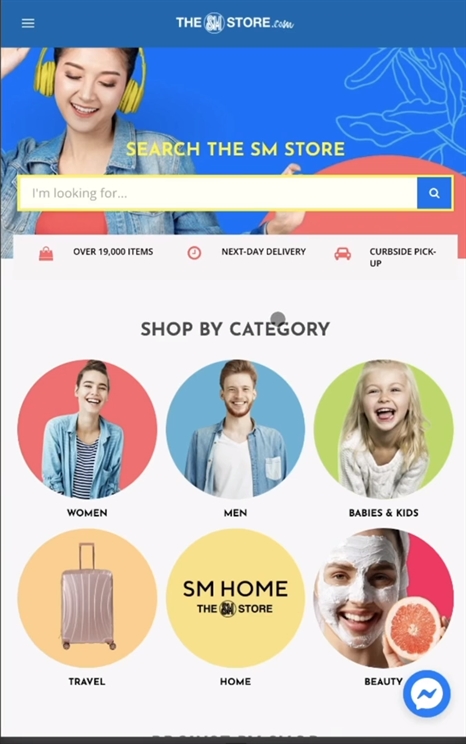 THE SM STORE.com
SEARCH THE SM STORE
I'm looking for...
OVER 19,000 ITEMS
NEXT-DAY DELIVERY
CURBSIDE PICK-
UP
SHOP BY CATEGORY
WOMEN
MEN
BABIES & KIDS
SM HOME
THE SM STORE
TRAVEL
HOME
BEAUTY